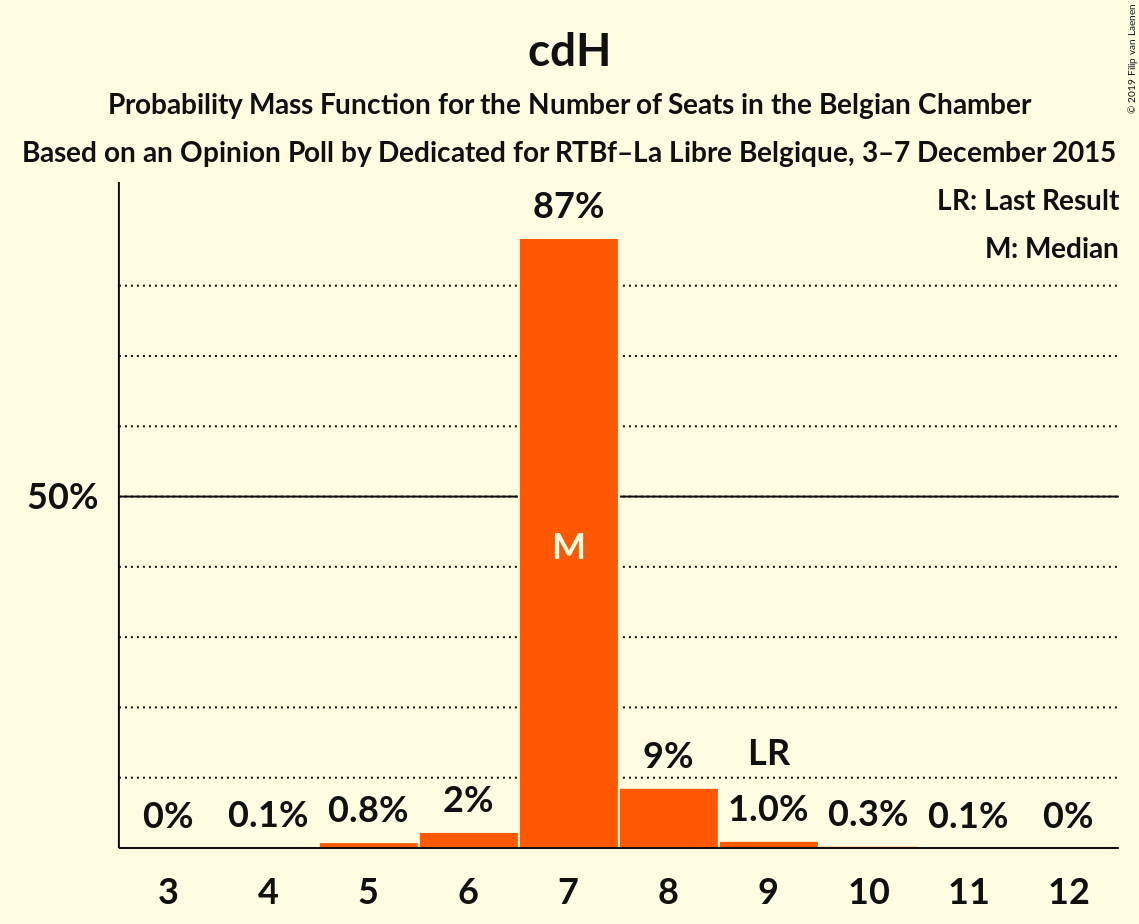 cdH
Probability Mass Function for the Number of Seats in the Belgian Chamber
Based on an Opinion Poll by Dedicated for RTBf–La Libre Belgique, 3–7 December 2015
© 2019 Filip van Laenen
LR: Last Result
M: Median
50%
0%
0.1%
0.8%
2%
87%
M
9%
LR
1.0%
0.3%
0.1%
0%
3 4 5 6 7 8 9 10 11 12